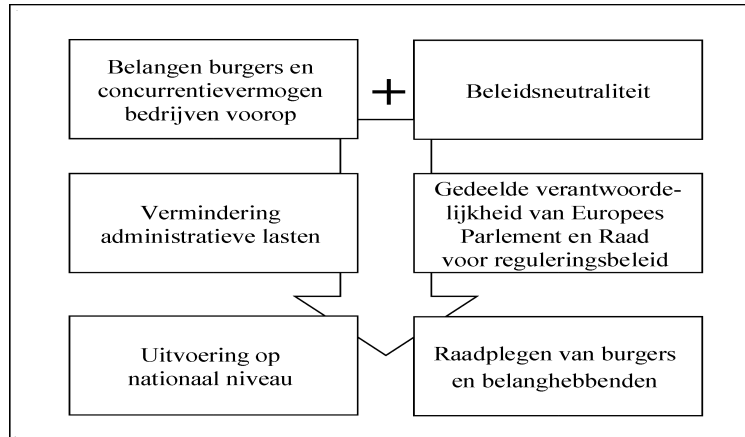 Belangen burgers en
concurrentievermogen
bedrijven voorop
+
Beleidsneutraliteit
Vermindering
administratieve lasten
Gedeelde verantwoorde-
lijkheid van Europees
Parlement en Raad
voor reguleringsbeleid
Uitvoering op
nationaal niveau
Raadplegen van burgers
en belanghebbenden